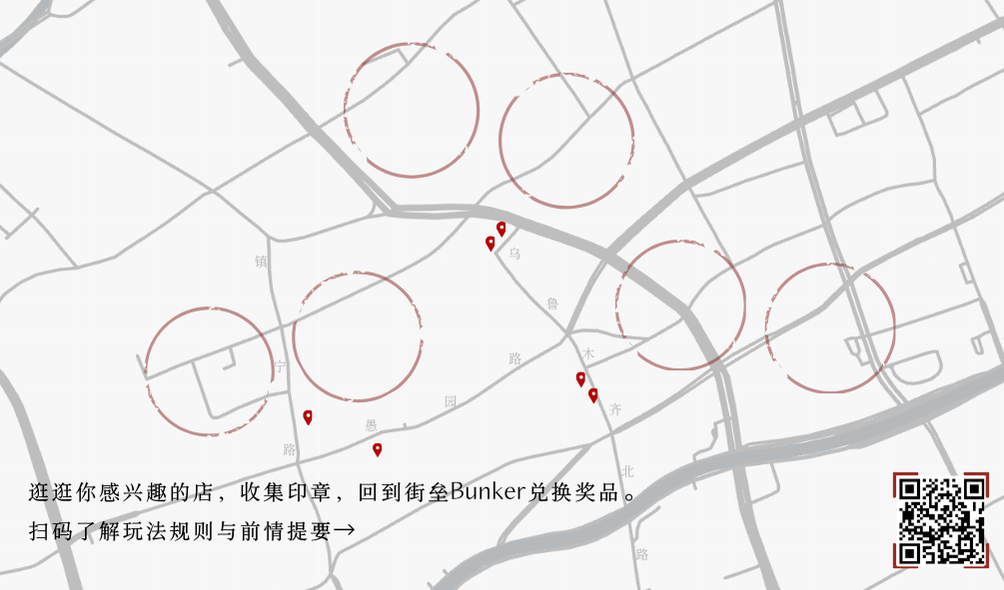 镇宁路
愚园路
乌鲁木齐北路
逛逛你感兴趣的店，收集印章，回到街垒Bunker兑换奖品。
扫码了解玩法规则与前情提要→